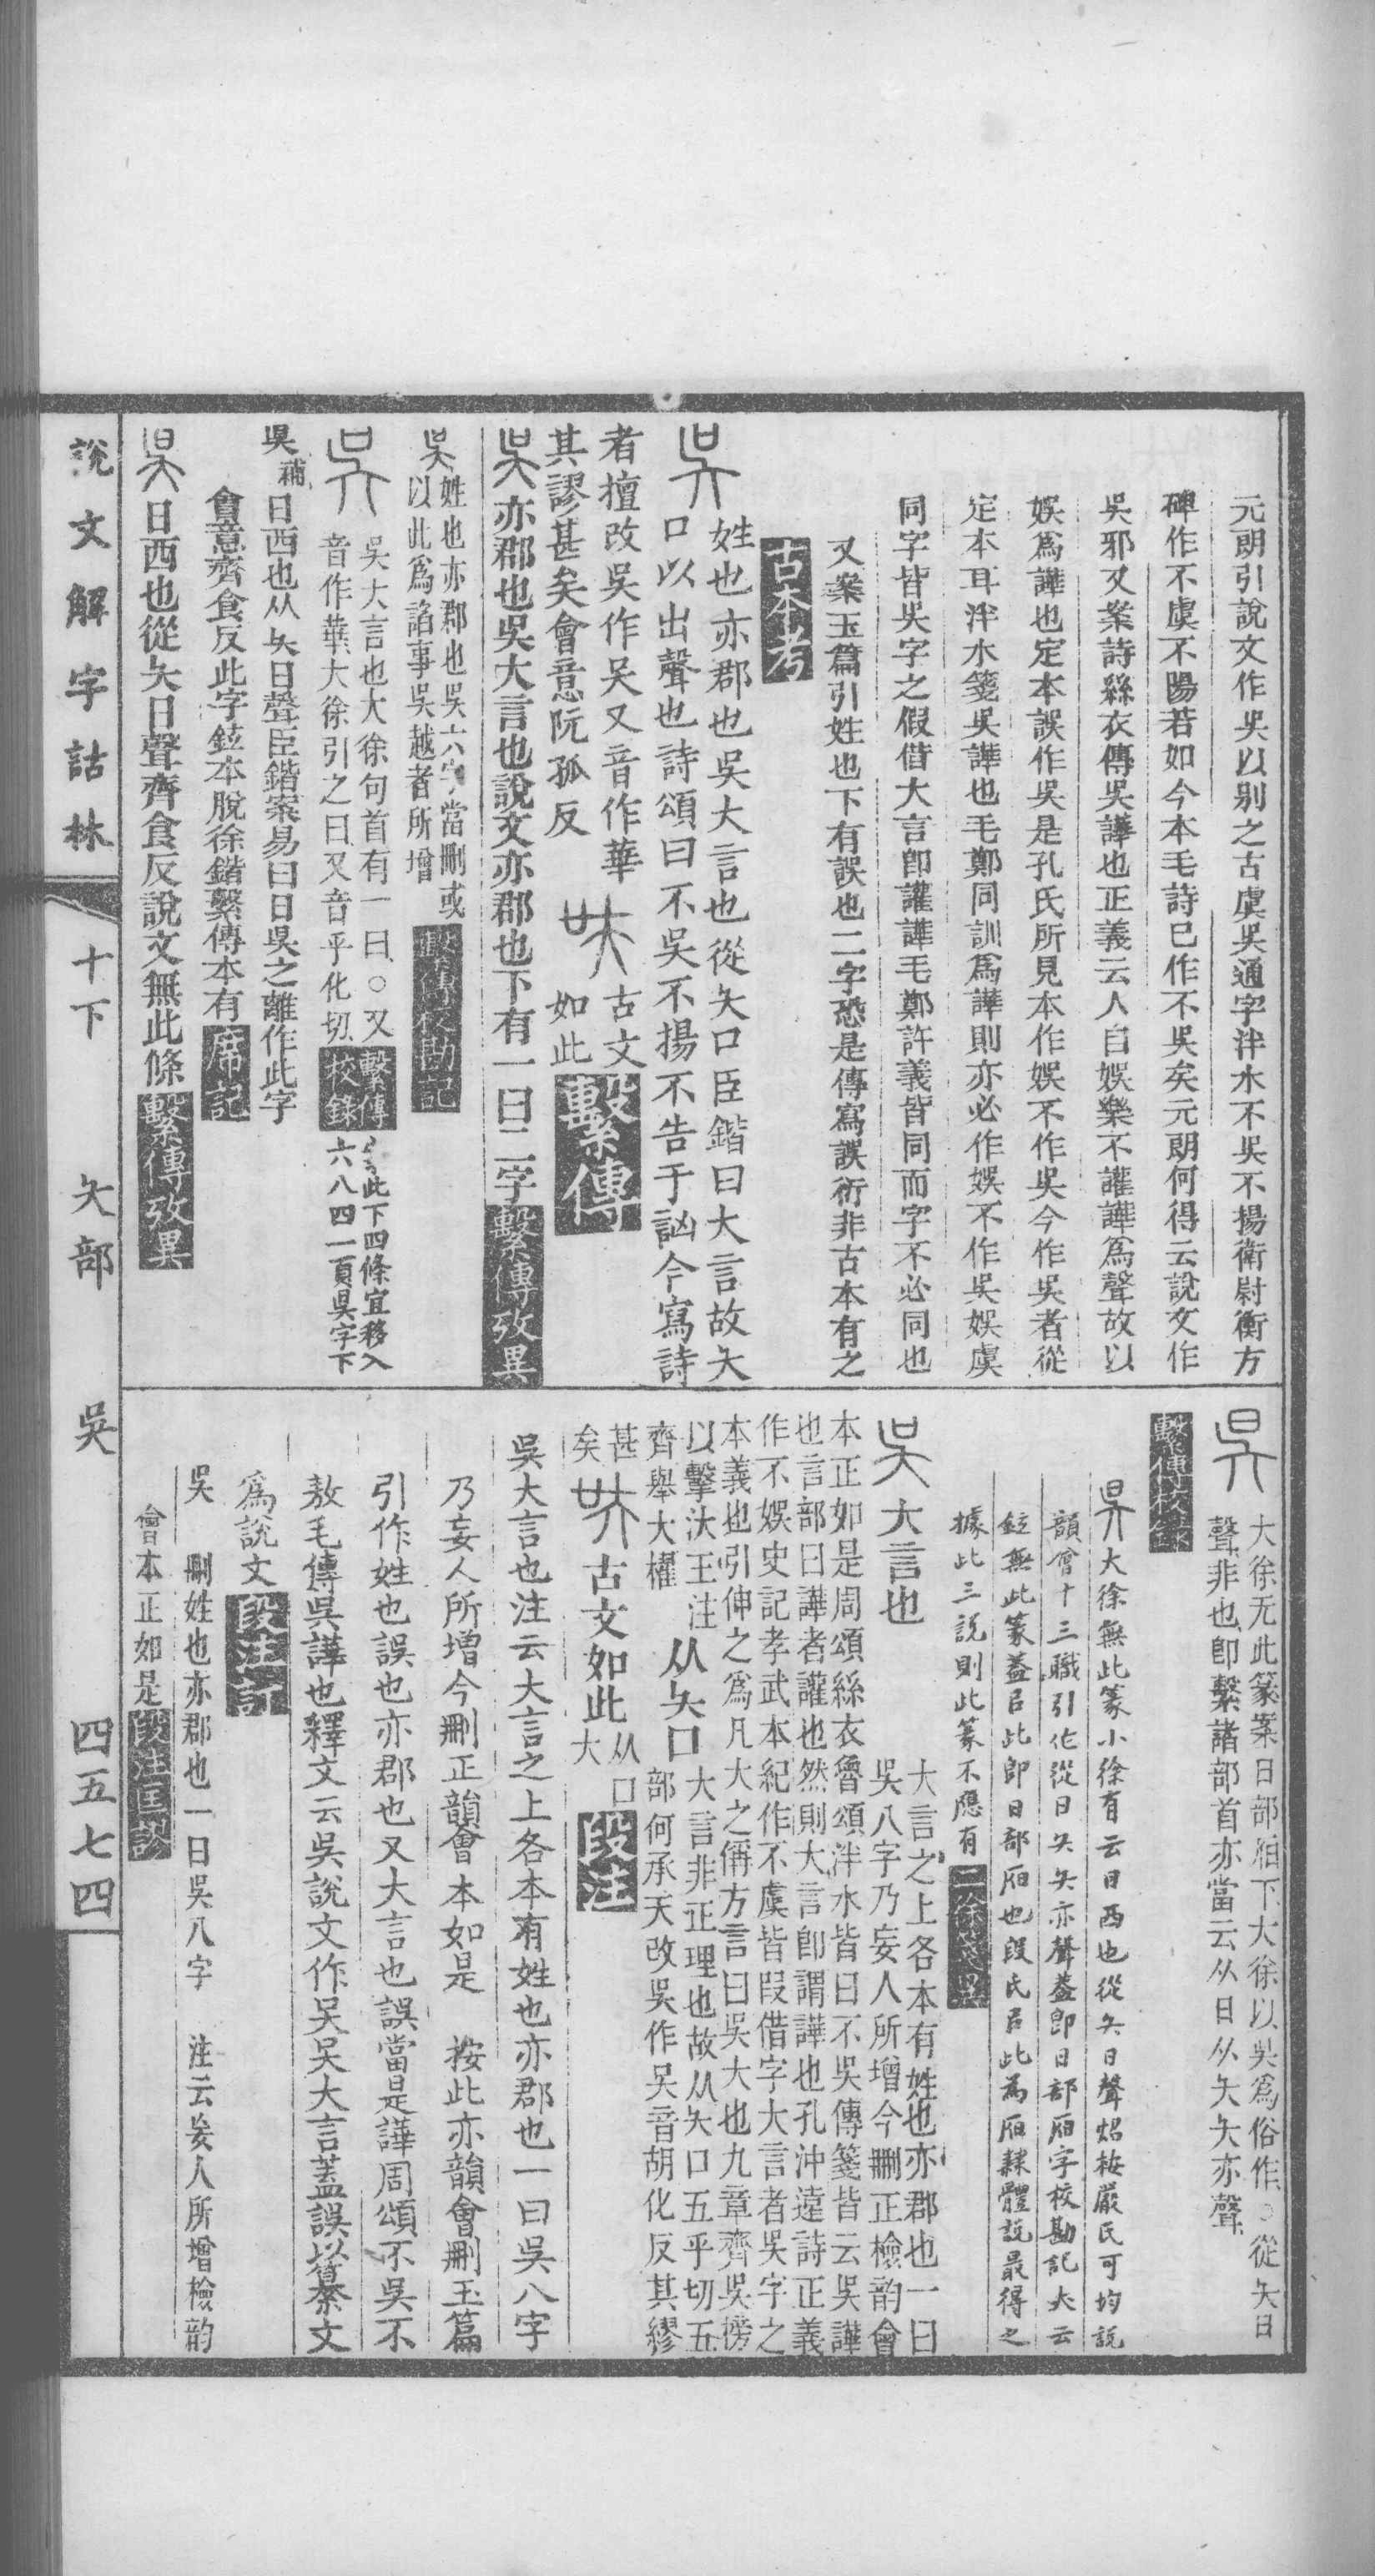 元朗引說文作吳以別之古虞吳通字泮水不吳不揚衛尉衡方
碑作不虞不陽若如今本毛詩已作不吳矣元朗何得云說文作
吳邪又案詩絲衣傳吳譁也正義云人自娛樂不讙譁爲聲故以
娛爲譁也定本誤作吳是孔氏所見本作娛不作吳今作吳者從
定本耳泮水箋吳譁也毛鄭同訓爲譁則亦必作娛不作吳娛虞
同字皆吳字之假借大言卽讙譁毛鄭許義皆同而字不必同也
又案玉篇引姓也下有誤也二字恐是傳寫誤衍非古本有之
古本考
姓也亦郡也吳大言也從夨口臣鍇曰大言故夨
口以出聲也詩頌曰不吳不揚不告于訩今寫詩
者擅改吳作吴又音作華
其謬甚矣會意阮孤反
古文
如此
繫傳
吳亦郡也吳大言也說文亦郡也下有一曰二字
繫傳攷異
吳姓也亦郡也吳六字當刪或
以此爲諂事吳越者所增
繫傳校勘記
吳大言也大徐句首有一曰○又
音作華大徐引之曰又音乎化切
繫傳
校錄
此下四條宜移入
六八四一頁吳字下
吳補日西也从夨日聲臣鍇案易曰日吳之離作此字
會意齊食反此字鉉本脫徐鍇繫傳本有
席記
日西也從夨日聲齊食反說文無此條
繫傳攷異
大徐无此篆案日部𣅦下大徐以吳爲俗作○從夨日
聲非也卽繫諸部首亦當云从日从夨夨亦聲
繫傳校錄
大徐無此篆小徐有云日西也從夨日聲炤按嚴氏可均說
韻會十三職引作從日夨夨亦聲葢卽日部𣅦字校勘記大云
鉉無此篆葢㠯此卽日部𣅦也段氏㠯此爲𣅦隸體說最得之
據此三說則此篆不應有
二徐箋異
大言也
大言之上各本有姓也亦郡也一曰
吳八字乃妄人所增今刪正檢韵會
本正如是周頌絲衣魯頌泮水皆曰不吳傳箋皆云吳譁
也言部曰譁者讙也然則大言卽謂譁也孔沖遠詩正義
作不娛史記孝武本紀作不虞皆叚借字大言者吳字之
本義也引伸之爲凡大之偁方言曰吳大也九章齊吳榜
以擊汰王注
齊舉大櫂
从夨口
大言非正理也故从夨口五乎切五
部何承天改吳作吴音胡化反其繆
甚
矣
古文如此
从口
大
段注
吳大言也注云大言之上各本有姓也亦郡也一曰吳八字
乃妄人所增今刪正韻會本如是　按此亦韻會刪玉篇
引作姓也誤也亦郡也又大言也誤當是譁周頌不吳不
敖毛傳吳譁也釋文云吳說文作吴吴大言蓋誤以纂文
爲說文
段注訂
吳　刪姓也亦郡也一曰吳八字　注云妄人所增檢韵
會本正如是
段注匡謬
說文解字詁林　十下　夨部　吳　四五七四